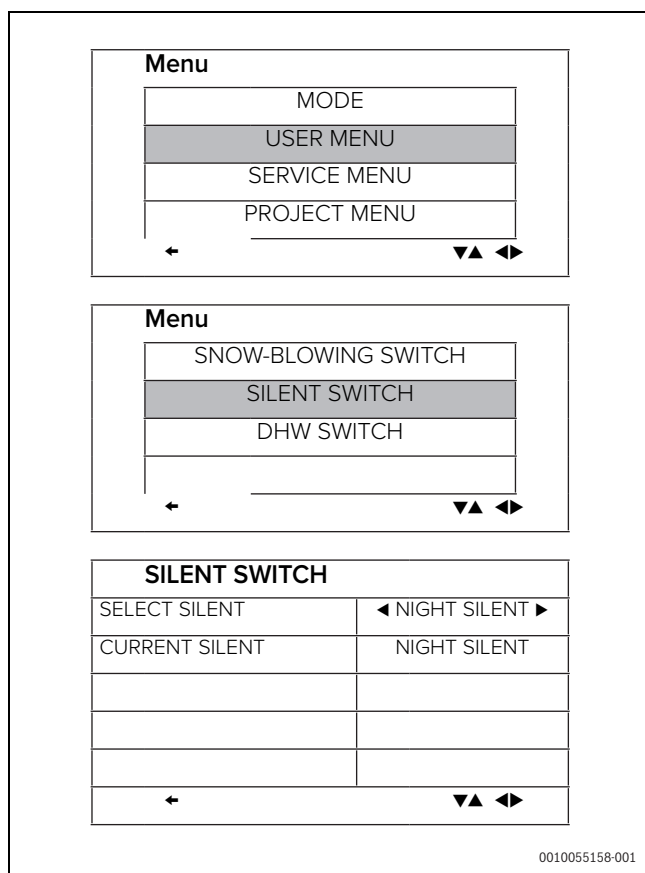 Menu
MODE
USER MENU
SERVICE MENU
PROJECT MENU
← ▼▲ ◀▶
Menu
SNOW-BLOWING SWITCH
SILENT SWITCH
DHW SWITCH
← ▼▲ ◀▶
SILENT SWITCH
SELECT SILENT ◀ NIGHT SILENT ▶
CURRENT SILENT NIGHT SILENT
← ▼▲ ◀▶
0010055158-001